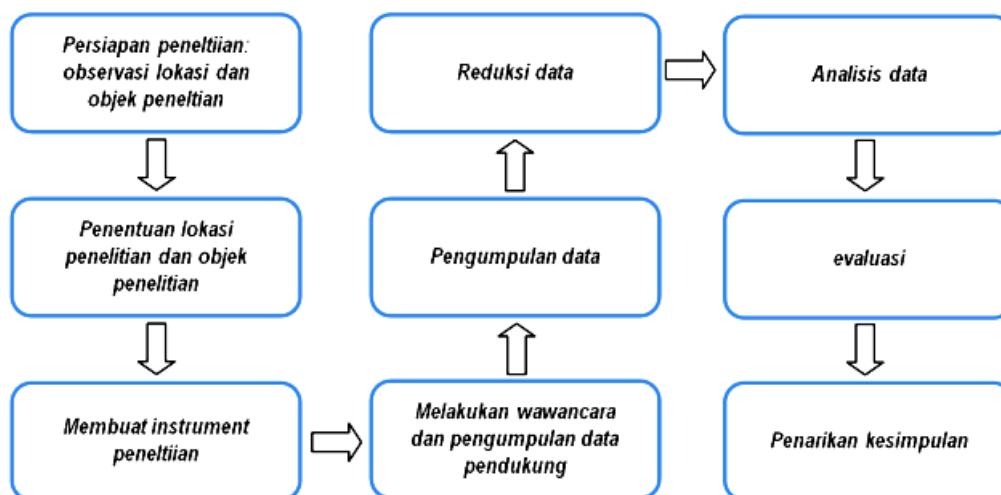 Persiapan peneltiian:
observasi lokasi dan
objek peneltian
Penentuan lokasi
penelitian dan objek
penelitian
Membuat instrument
peneltiian
Melakukan wawancara
dan pengumpulan data
pendukung
Pengumpulan data
Reduksi data
Analisis data
evaluasi
Penarikan kesimpulan